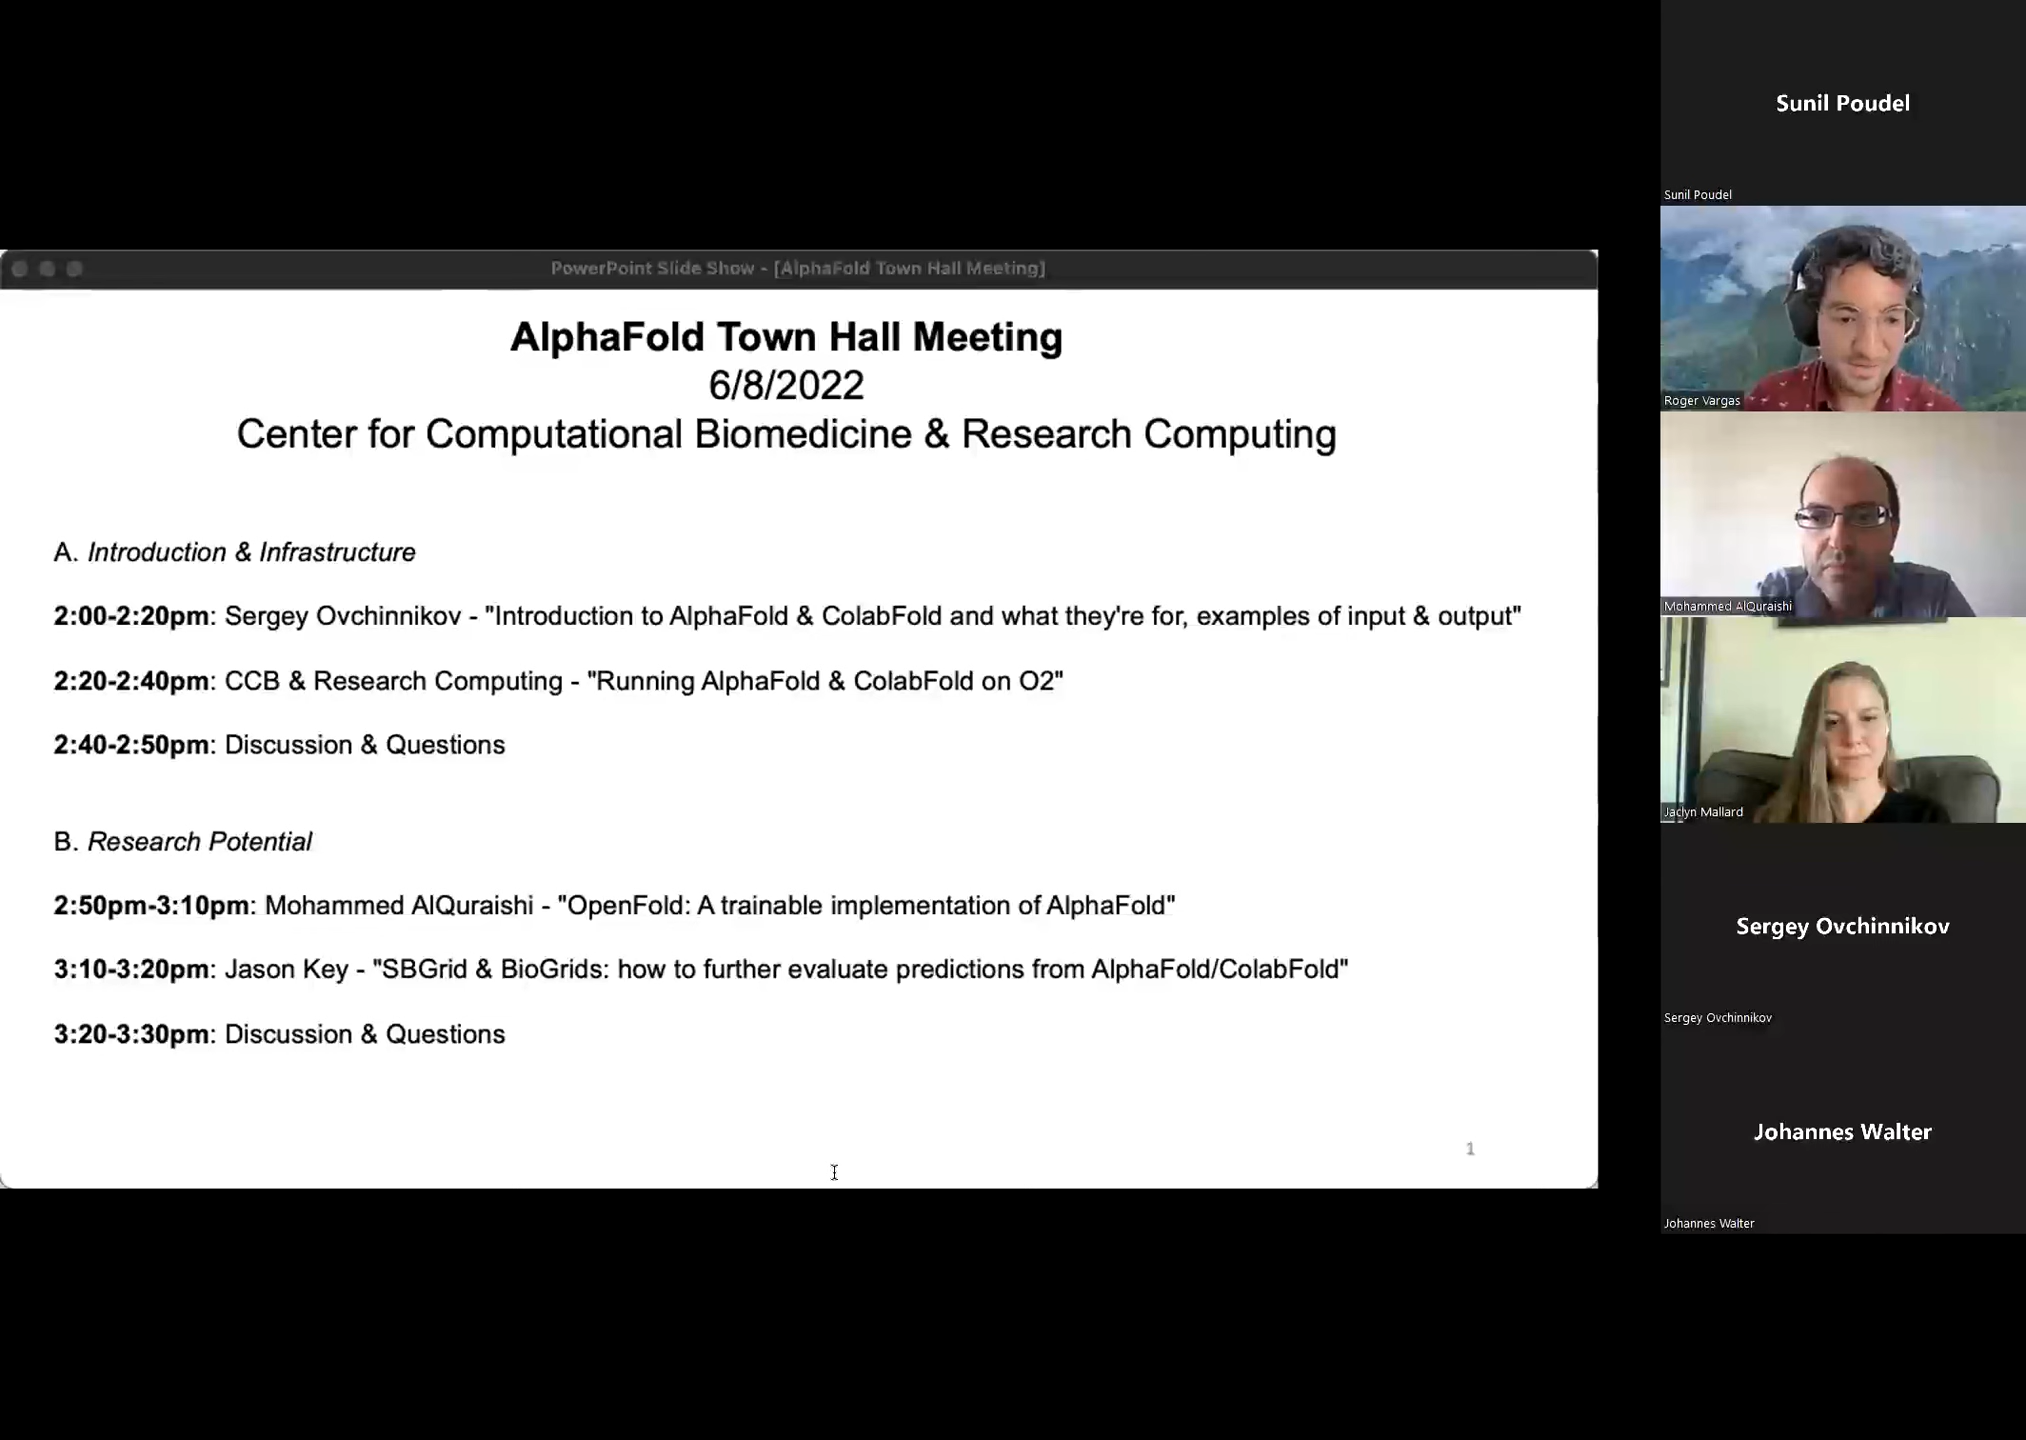 PowerPoint Slide Show - [AlphaFold Town Hall Meeting]
AlphaFold Town Hall Meeting
6/8/2022
Center for Computational Biomedicine & Research Computing
A. Introduction & Infrastructure
2:00-2:20pm: Sergey Ovchinnikov - "Introduction to AlphaFold & ColabFold and what they're for, examples of input & output"
2:20-2:40pm: CCB & Research Computing - "Running AlphaFold & ColabFold on O2"
2:40-2:50pm: Discussion & Questions
B. Research Potential
2:50pm-3:10pm: Mohammed AlQuraishi - "OpenFold: A trainable implementation of AlphaFold"
3:10-3:20pm: Jason Key - "SBGrid & BioGrids: how to further evaluate predictions from AlphaFold/ColabFold"
3:20-3:30pm: Discussion & Questions
1
Sunil Poudel
Sunil Poudel
Roger Vargas
Mohammed AlQuraishi
Jaclyn Mallard
Sergey Ovchinnikov
Sergey Ovchinnikov
Johannes Walter
Johannes Walter